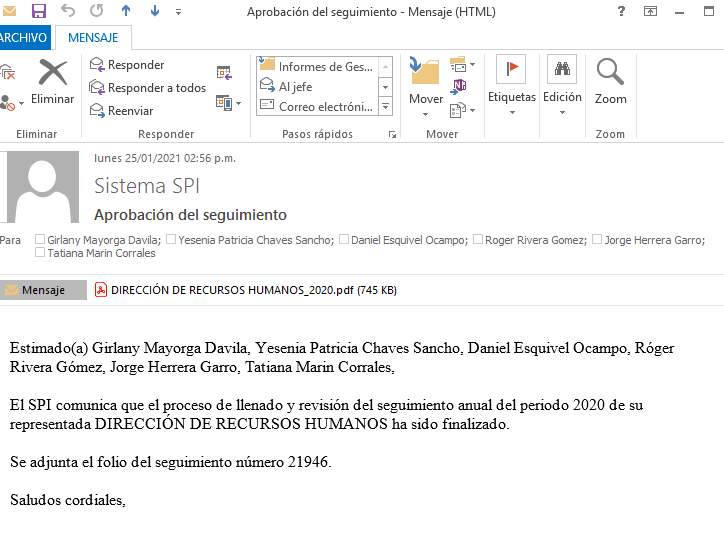 Aprobación del seguimiento - Mensaje (HTML)
ARCHIVO MENSAJE
Eliminar
Responder
Responder a todos
Reenviar
Informes de Ges...
Al jefe
Correo electróni...
Mover
Etiquetas
Edición
Zoom
Eliminar Responder Pasos rápidos Mover Zoom
lunes 25/01/2021 02:56 p.m.
Sistema SPI
Aprobación del seguimiento
Para Girlany Mayorga Davila; Yesenia Patricia Chaves Sancho; Daniel Esquivel Ocampo; Roger Rivera Gomez; Jorge Herrera Garro;
Tatiana Marin Corrales
Mensaje DIRECCIÓN DE RECURSOS HUMANOS_2020.pdf (745 KB)
Estimado(a) Girlany Mayorga Davila, Yesenia Patricia Chaves Sancho, Daniel Esquivel Ocampo, Róger
Rivera Gómez, Jorge Herrera Garro, Tatiana Marin Corrales,
El SPI comunica que el proceso de llenado y revisión del seguimiento anual del periodo 2020 de su
representada DIRECCIÓN DE RECURSOS HUMANOS ha sido finalizado.
Se adjunta el folio del seguimiento número 21946.
Saludos cordiales,